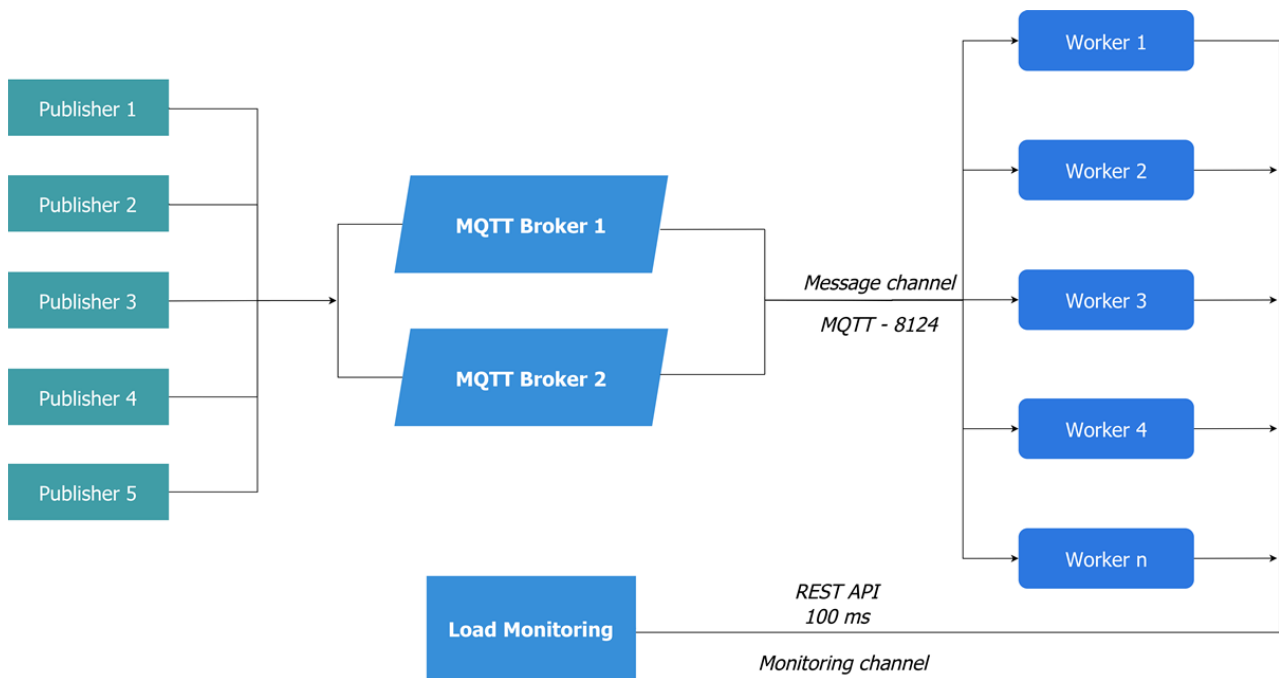 Publisher 1
Publisher 2
Publisher 3
Publisher 4
Publisher 5
MQTT Broker 1
MQTT Broker 2
Message channel
MQTT - 8124
Worker 1
Worker 2
Worker 3
Worker 4
Worker n
Load Monitoring
REST API
100 ms
Monitoring channel